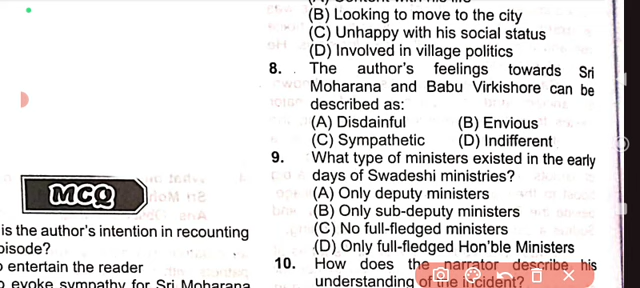 (B) Looking to move to the city
(C) Unhappy with his social status
(D) Involved in village politics
8. The author's feelings towards Sri
Moharana and Babu Virkishore can be
described as:
(A) Disdainful (B) Envious
(C) Sympathetic (D) Indifferent
9. What type of ministers existed in the early
days of Swadeshi ministries?
(A) Only deputy ministers
(B) Only sub-deputy ministers
(C) No full-fledged ministers
(D) Only full-fledged Hon'ble Ministers
10. How does the narrator describe his
understanding of the incident?
MCQ
is the author's intention in recounting
pisode?
entertain the reader
evoke sympathy for Sri Moharana